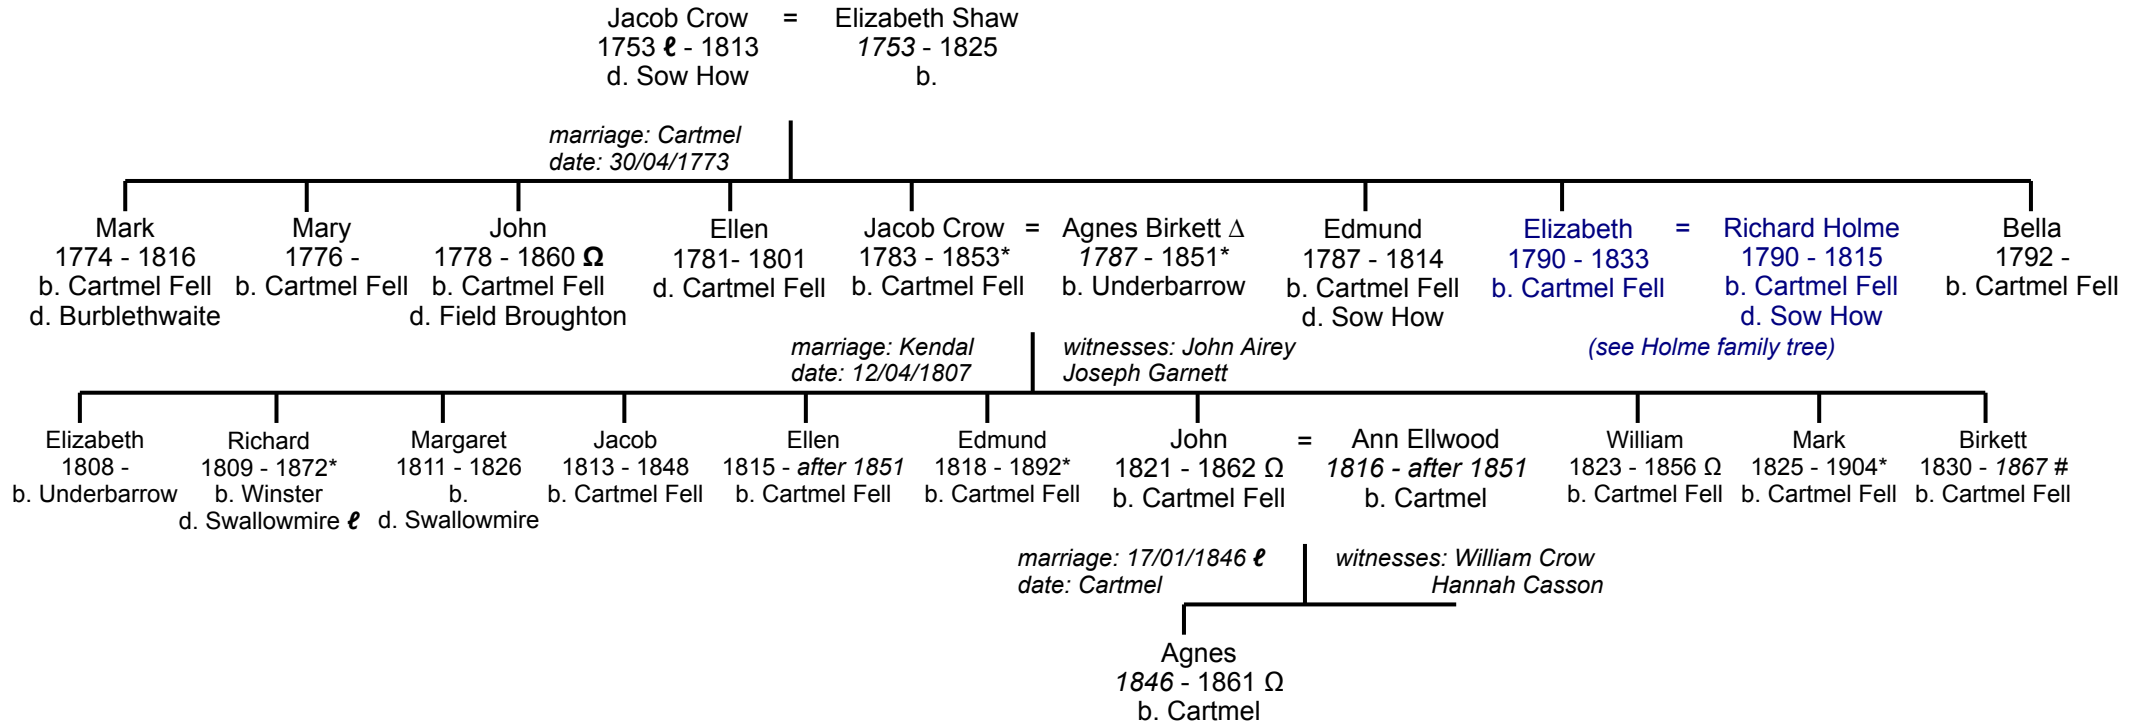 Jacob Crow = Elizabeth Shaw
1753 ℓ - 1813 1753 - 1825
d. Sow How b.
marriage: Cartmel
date: 30/04/1773
Mark
1774 - 1816
b. Cartmel Fell
d. Burblethwaite
Mary
1776 -
b. Cartmel Fell
John
1778 - 1860 Ω
b. Cartmel Fell
d. Field Broughton
Ellen
1781- 1801
d. Cartmel Fell
Jacob Crow = Agnes Birkett Δ
1783 - 1853* 1787 - 1851*
b. Cartmel Fell b. Underbarrow
Edmund
1787 - 1814
b. Cartmel Fell
d. Sow How
Elizabeth = Richard Holme
1790 - 1833 1790 - 1815
b. Cartmel Fell b. Cartmel Fell
d. Sow How
(see Holme family tree)
Bella
1792 -
b. Cartmel Fell
marriage: Kendal
date: 12/04/1807
witnesses: John Airey
Joseph Garnett
Elizabeth
1808 -
b. Underbarrow
Richard
1809 - 1872*
b. Winster
d. Swallowmire ℓ
Margaret
1811 - 1826
b.
d. Swallowmire
Jacob
1813 - 1848
b. Cartmel Fell
Ellen
1815 - after 1851
b. Cartmel Fell
Edmund
1818 - 1892*
b. Cartmel Fell
John = Ann Ellwood
1821 - 1862 Ω 1816 - after 1851
b. Cartmel Fell b. Cartmel
William
1823 - 1856 Ω
b. Cartmel Fell
Mark
1825 - 1904*
b. Cartmel Fell
Birkett
1830 - 1867 #
b. Cartmel Fell
marriage: 17/01/1846 ℓ
date: Cartmel
witnesses: William Crow
Hannah Casson
Agnes
1846 - 1861 Ω
b. Cartmel